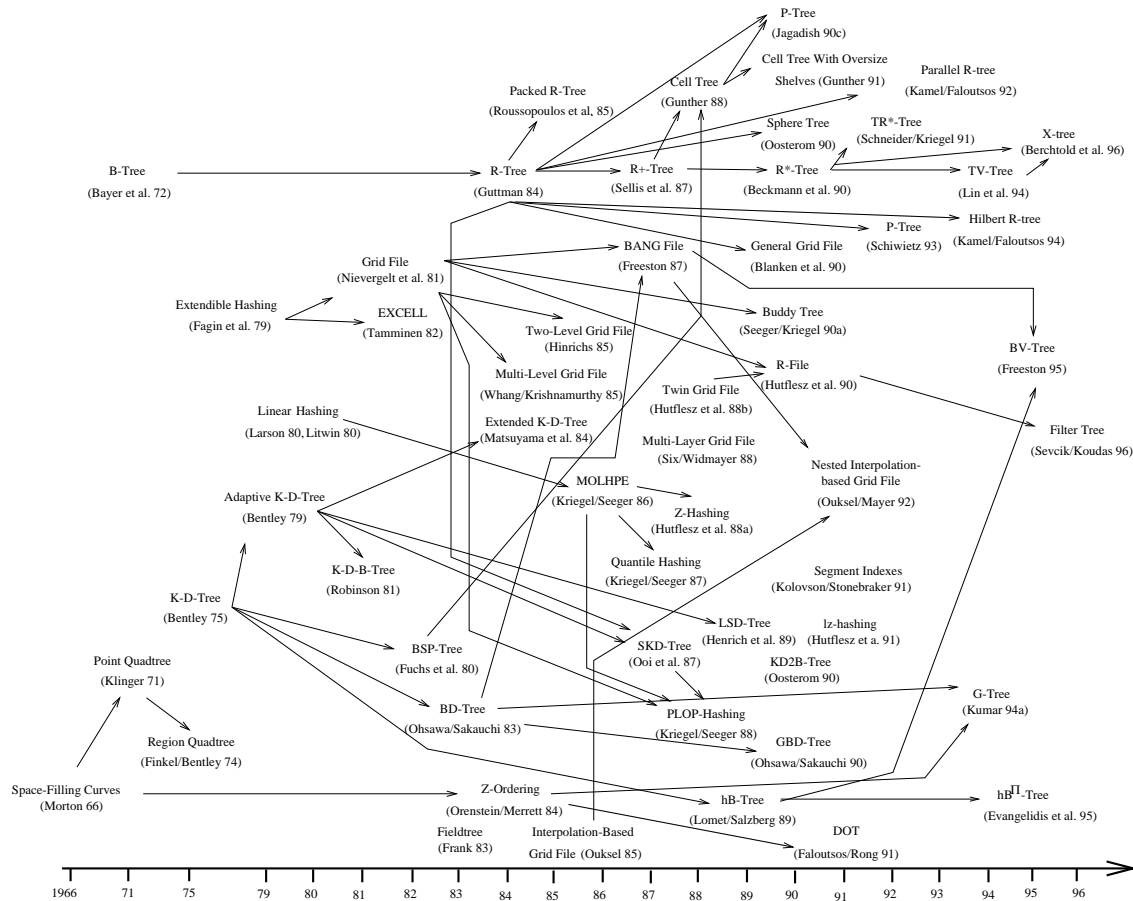 P-Tree
(Jagadish 90c)
Cell Tree With Oversize
Shelves (Gunther 91)
Cell Tree
(Gunther 88)
Parallel R-tree
(Kamel/Faloutsos 92)
Packed R-Tree
(Roussopoulos et al, 85)
Sphere Tree
(Oosterom 90)
TR*-Tree
(Schneider/Kriegel 91)
X-tree
(Berchtold et al. 96)
B-Tree
(Bayer et al. 72)
R-Tree
(Guttman 84)
R+-Tree
(Sellis et al. 87)
R*-Tree
(Beckmann et al. 90)
TV-Tree
(Lin et al. 94)
P-Tree
(Schiwietz 93)
Hilbert R-tree
(Kamel/Faloutsos 94)
Grid File
(Nievergelt et al. 81)
BANG File
(Freeston 87)
General Grid File
(Blanken et al. 90)
Extendible Hashing
(Fagin et al. 79)
EXCELL
(Tamminen 82)
Two-Level Grid File
(Hinrichs 85)
Buddy Tree
(Seeger/Kriegel 90a)
BV-Tree
(Freeston 95)
Multi-Level Grid File
(Whang/Krishnamurthy 85)
Twin Grid File
(Hutflesz et al. 88b)
R-File
(Hutflesz et al. 90)
Linear Hashing
(Larson 80, Litwin 80)
Extended K-D-Tree
(Matsuyama et al. 84)
Multi-Layer Grid File
(Six/Widmayer 88)
Filter Tree
(Sevcik/Koudas 96)
Nested Interpolation-
based Grid File
(Ouksel/Mayer 92)
Adaptive K-D-Tree
(Bentley 79)
MOLHPE
(Kriegel/Seeger 86)
Z-Hashing
(Hutflesz et al. 88a)
K-D-B-Tree
(Robinson 81)
Quantile Hashing
(Kriegel/Seeger 87)
Segment Indexes
(Kolovson/Stonebraker 91)
K-D-Tree
(Bentley 75)
BSP-Tree
(Fuchs et al. 80)
SKD-Tree
(Ooi et al. 87)
LSD-Tree
(Henrich et al. 89)
lz-hashing
(Hutflesz et a. 91)
Point Quadtree
(Klinger 71)
KD2B-Tree
(Oosterom 90)
BD-Tree
(Ohsawa/Sakauchi 83)
PLOP-Hashing
(Kriegel/Seeger 88)
G-Tree
(Kumar 94a)
Region Quadtree
(Finkel/Bentley 74)
GBD-Tree
(Ohsawa/Sakauchi 90)
Space-Filling Curves
(Morton 66)
Z-Ordering
(Orenstein/Merrett 84)
hB-Tree
(Lomet/Salzberg 89)
hBΠ-Tree
(Evangelidis et al. 95)
Fieldtree
(Frank 83)
Interpolation-Based
Grid File (Ouksel 85)
DOT
(Faloutsos/Rong 91)
1966 71 75 79 80 81 82 83 84 85 86 87 88 89 90 91 92 93 94 95 96